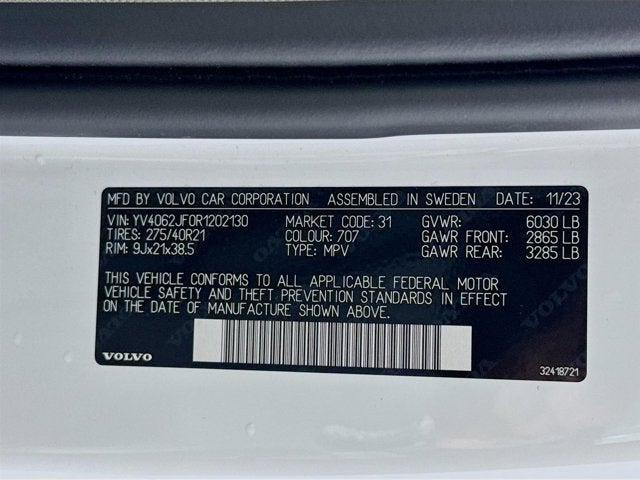 MFD BY VOLVO CAR CORPORATION ASSEMBLED IN SWEDEN DATE: 11/23
VIN: YV4062JF0R1202130 MARKET CODE: 31 GVWR: 6030 LB
TIRES: 275/40R21 COLOUR: 707 GAWR FRONT: 2865 LB
RIM: 9Jx21x38.5 TYPE: MPV GAWR REAR: 3285 LB
THIS VEHICLE CONFORMS TO ALL APPLICABLE FEDERAL MOTOR
VEHICLE SAFETY AND THEFT PREVENTION STANDARDS IN EFFECT
ON THE DATE OF MANUFACTURE SHOWN ABOVE.
VOLVO
32418721